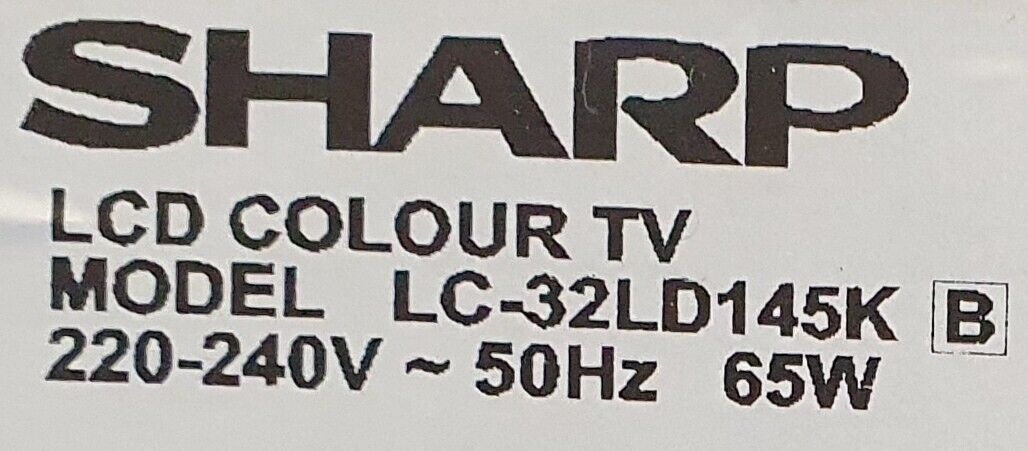 SHARP
LCD COLOUR TV
MODEL LC-32LD145K B
220-240V ~ 50Hz 65W